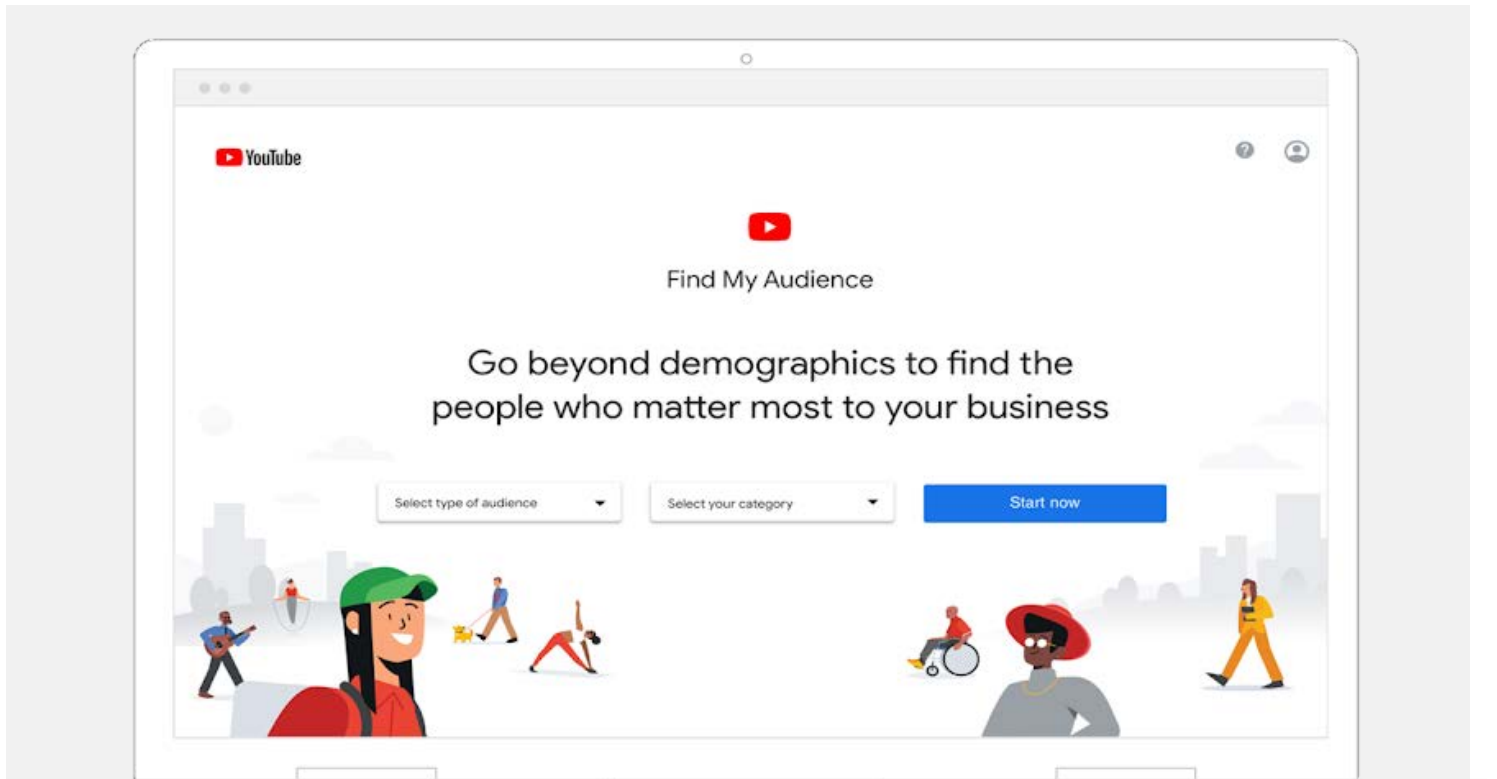 YouTube
Find My Audience
Go beyond demographics to find the
people who matter most to your business
Select type of audience
Select your category
Start now